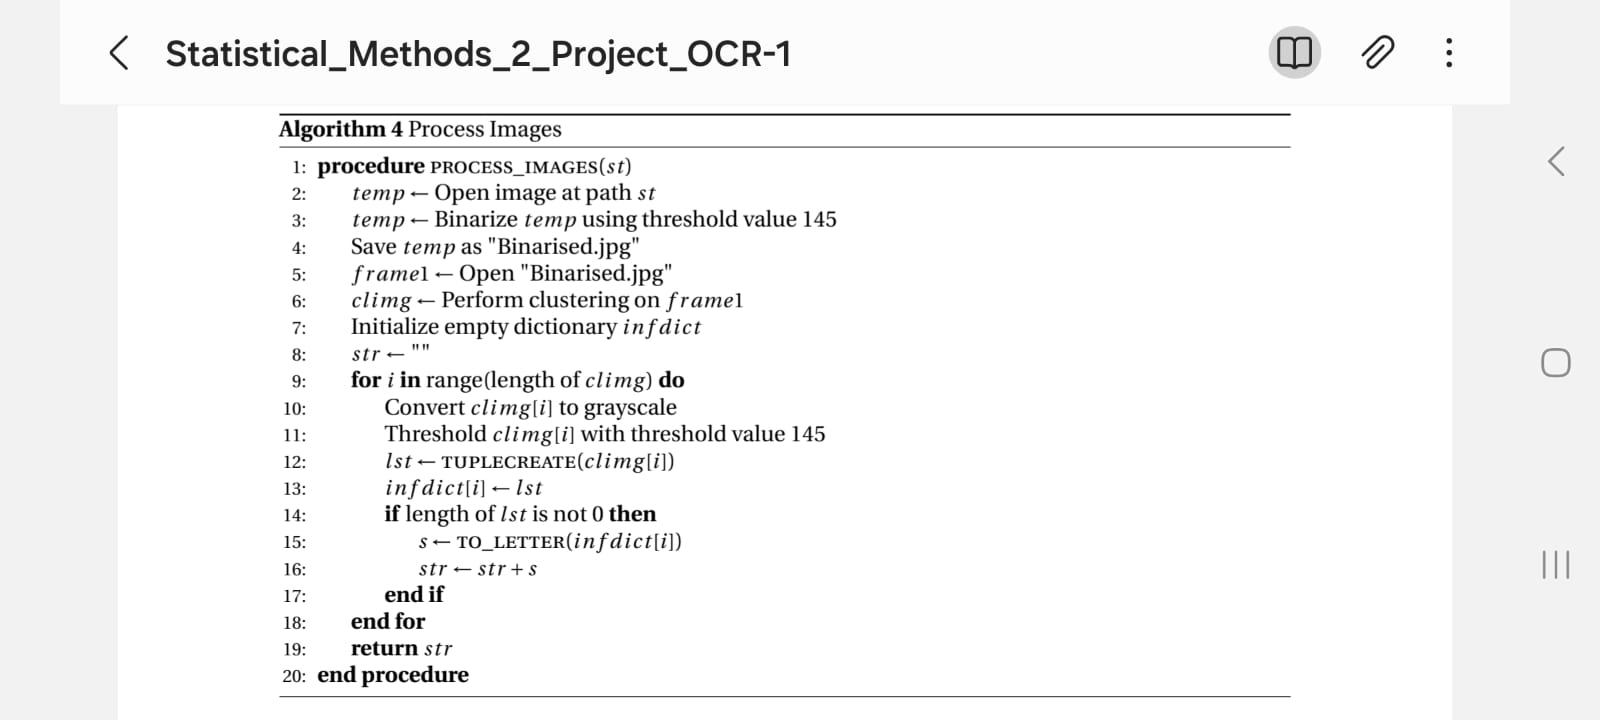 Statistical_Methods_2_Project_OCR-1
Algorithm 4 Process Images
1: procedure PROCESS_IMAGES(st)
2: temp ← Open image at path st
3: temp ← Binarize temp using threshold value 145
4: Save temp as "Binarised.jpg"
5: frame1 ← Open "Binarised.jpg"
6: climg ← Perform clustering on frame1
7: Initialize empty dictionary infdict
8: str ← ""
9: for i in range(length of climg) do
10: Convert climg[i] to grayscale
11: Threshold climg[i] with threshold value 145
12: lst ← TUPLECREATE(climg[i])
13: infdict[i] ← lst
14: if length of lst is not 0 then
15: s ← TO_LETTER(infdict[i])
16: str ← str + s
17: end if
18: end for
19: return str
20: end procedure